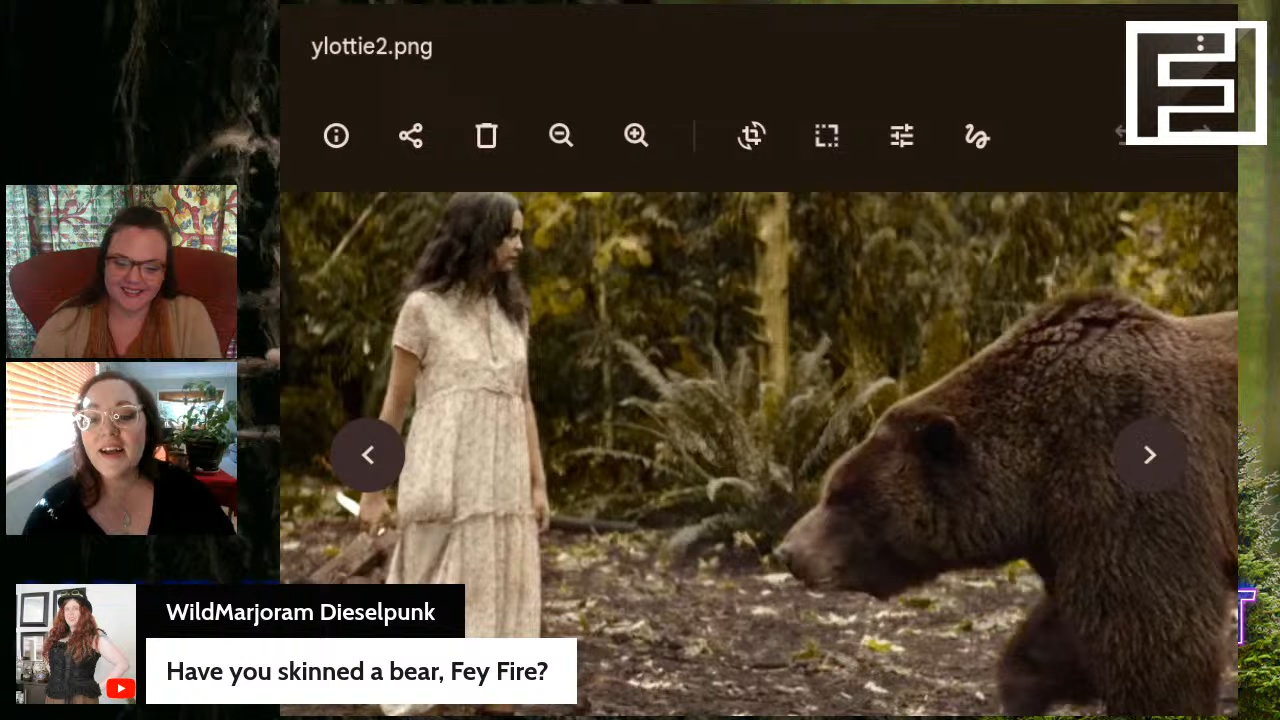 ylottie2.png
WildMarjoram Dieselpunk
Have you skinned a bear, Fey Fire?